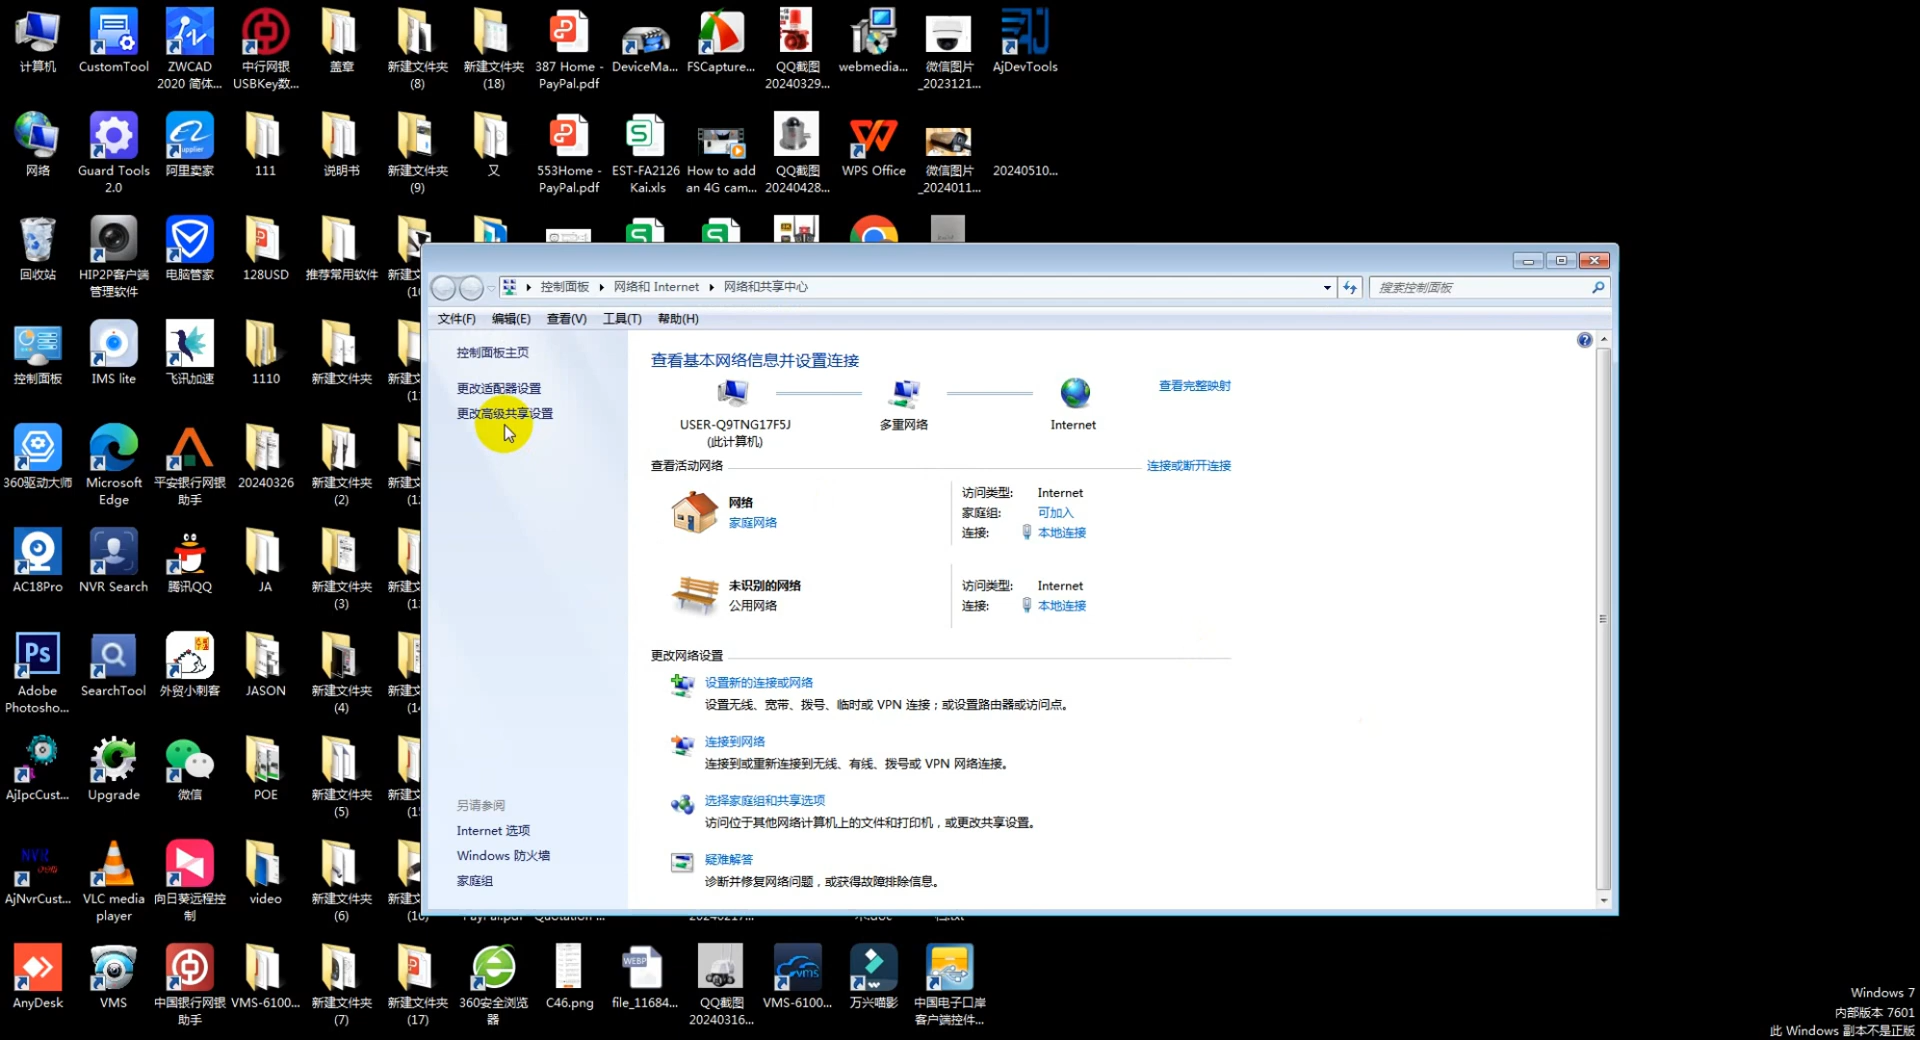 计算机
CustomTool
ZWCAD
2020 简体...
中行网银
USBKey数...
盖章
新建文件夹
(8)
新建文件夹
(18)
387 Home -
PayPal.pdf
DeviceMa...
FSCapture...
QQ截图
20240329...
webmedia...
微信图片
_2023121...
AjDevTools
网络
Guard Tools
2.0
阿里卖家
111
说明书
新建文件夹
(9)
又
553Home -
PayPal.pdf
EST-FA2126
Kai.xls
How to add
an 4G cam...
QQ截图
20240428...
WPS Office
微信图片
_2024011...
20240510...
回收站
HIP2P客户端
管理软件
电脑管家
128USD
推荐常用软件
新建文
控制面板
IMS lite
飞讯加速
1110
新建文件夹
新建文
360驱动大师
Microsoft
Edge
平安银行网银
助手
20240326
新建文件夹
(2)
新建文
AC18Pro
NVR Search
腾讯QQ
JA
新建文件夹
(3)
新建文
Adobe
Photosho...
SearchTool
外贸小刺客
JASON
新建文件夹
(4)
新建文
AjIpcCust...
Upgrade
微信
POE
新建文件夹
(5)
新建文
AjNvrCust...
VLC media
player
向日葵远程控
制
video
新建文件夹
(6)
新建文
AnyDesk
VMS
中国银行网银
助手
VMS-6100...
新建文件夹
(7)
新建文件夹
(17)
360安全浏览
器
C46.png
file_11684...
QQ截图
20240316...
VMS-6100...
万兴喵影
中国电子口岸
客户端控件...
控制面板 网络和 Internet 网络和共享中心
搜索控制面板
文件(F) 编辑(E) 查看(V) 工具(T) 帮助(H)
控制面板主页
更改适配器设置
更改高级共享设置
另请参阅
Internet 选项
Windows 防火墙
家庭组
查看基本网络信息并设置连接
USER-Q9TNG17F5J
(此计算机)
多重网络
Internet
查看完整映射
查看活动网络
连接或断开连接
网络
家庭网络
访问类型: Internet
家庭组: 可加入
连接: 本地连接
未识别的网络
公用网络
访问类型: Internet
连接: 本地连接
更改网络设置
设置新的连接或网络
设置无线、宽带、拨号、临时或 VPN 连接；或设置路由器或访问点。
连接到网络
连接到或重新连接到无线、有线、拨号或 VPN 网络连接。
选择家庭组和共享选项
访问位于其他网络计算机上的文件和打印机，或更改共享设置。
疑难解答
诊断并修复网络问题，或获得故障排除信息。
Windows 7
内部版本 7601
此 Windows 副本不是正版